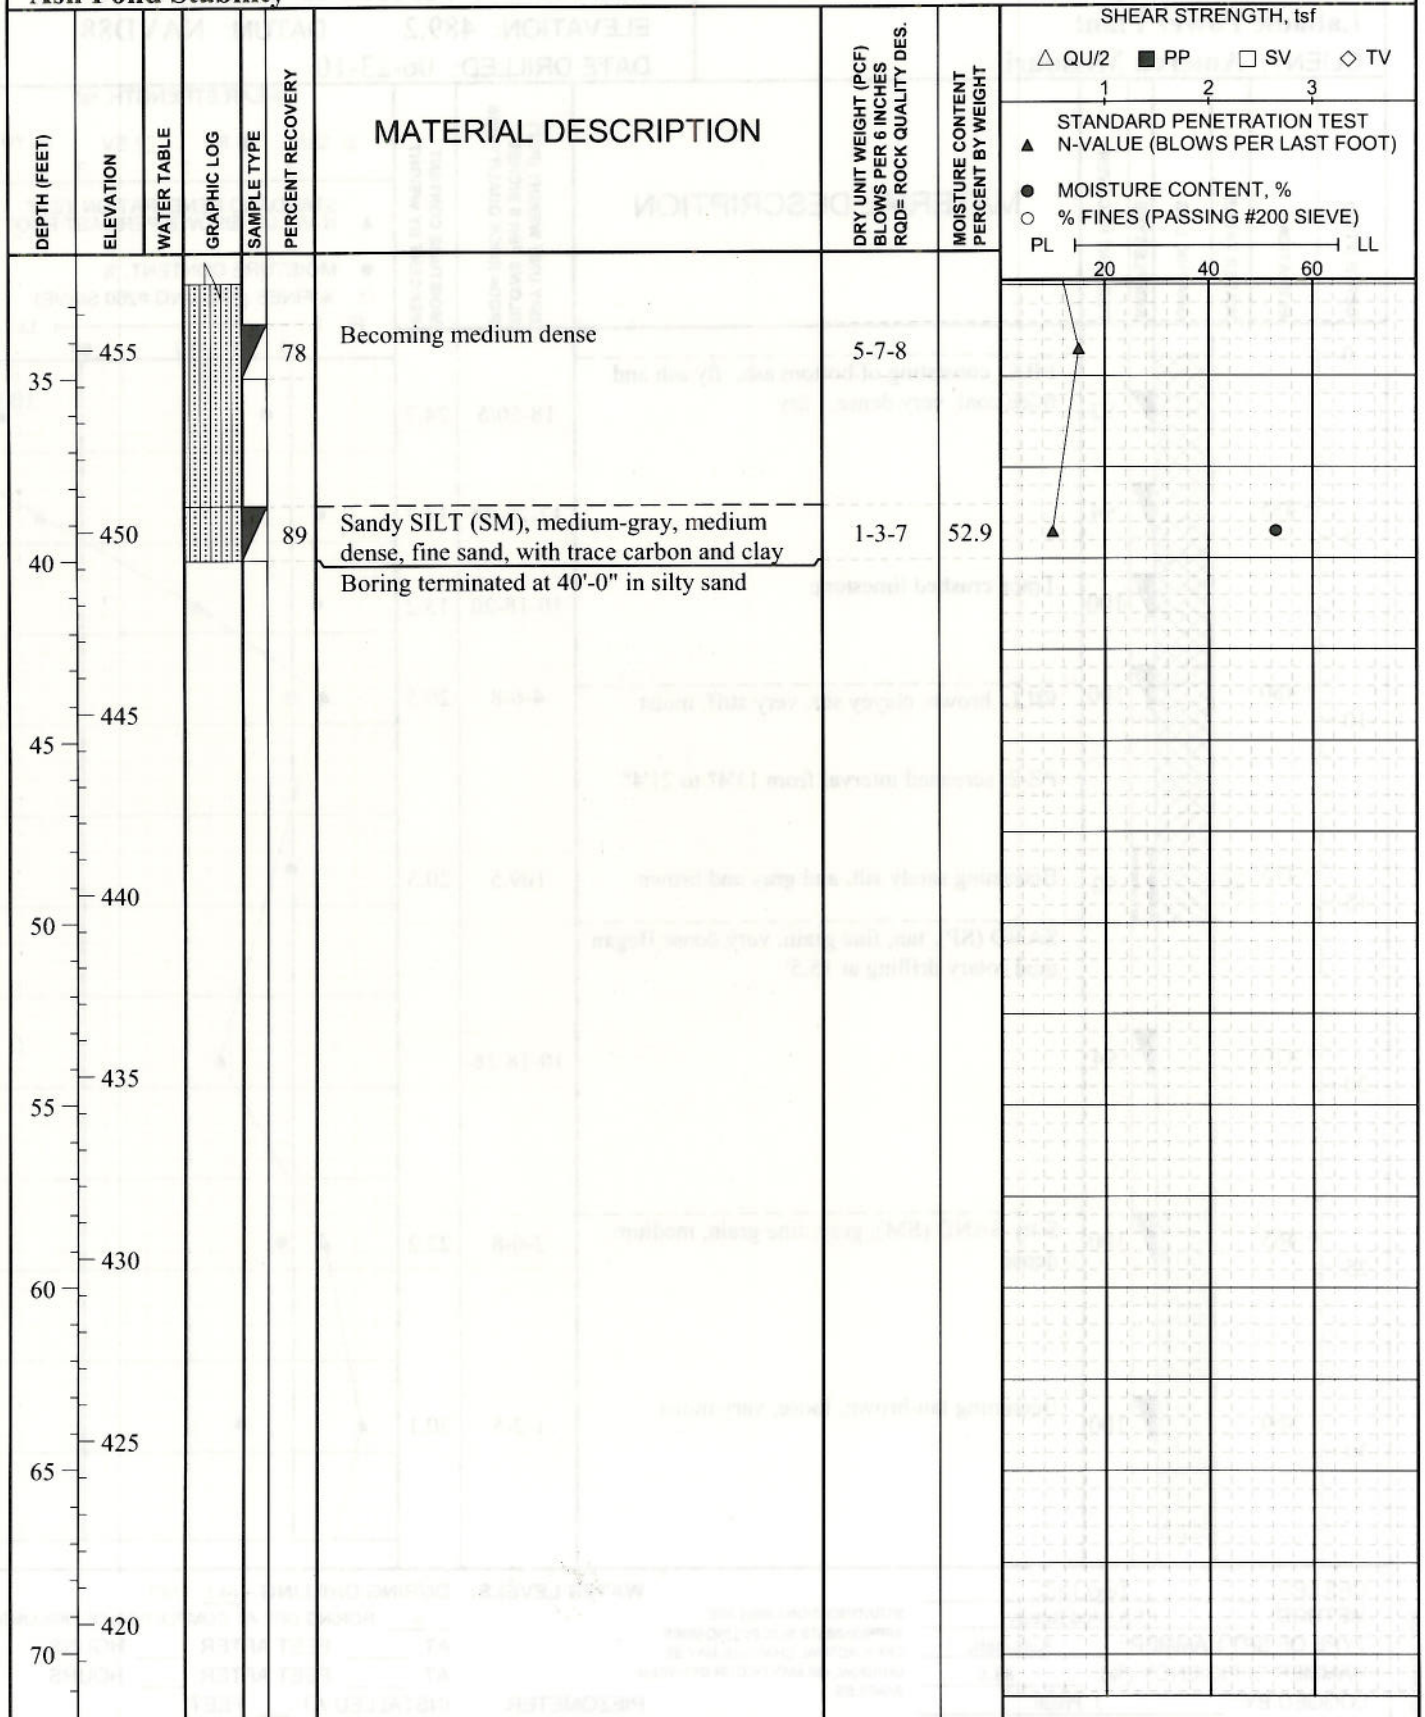 Ash Pond Stability
DEPTH (FEET)
ELEVATION
WATER TABLE
GRAPHIC LOG
SAMPLE TYPE
PERCENT RECOVERY
MATERIAL DESCRIPTION
DRY UNIT WEIGHT (PCF)
BLOWS PER 6 INCHES
RQD= ROCK QUALITY DES.
MOISTURE CONTENT
PERCENT BY WEIGHT
SHEAR STRENGTH, tsf
△ QU/2 ■ PP □ SV ◇ TV
1 2 3
STANDARD PENETRATION TEST
▲ N-VALUE (BLOWS PER LAST FOOT)
● MOISTURE CONTENT, %
○ % FINES (PASSING #200 SIEVE)
PL LL
20 40 60
Becoming medium dense
455 78 5-7-8
35
Sandy SILT (SM), medium-gray, medium
450 89 1-3-7 52.9
dense, fine sand, with trace carbon and clay
40
Boring terminated at 40'-0" in silty sand
445
45
440
50
435
55
430
60
425
65
420
70